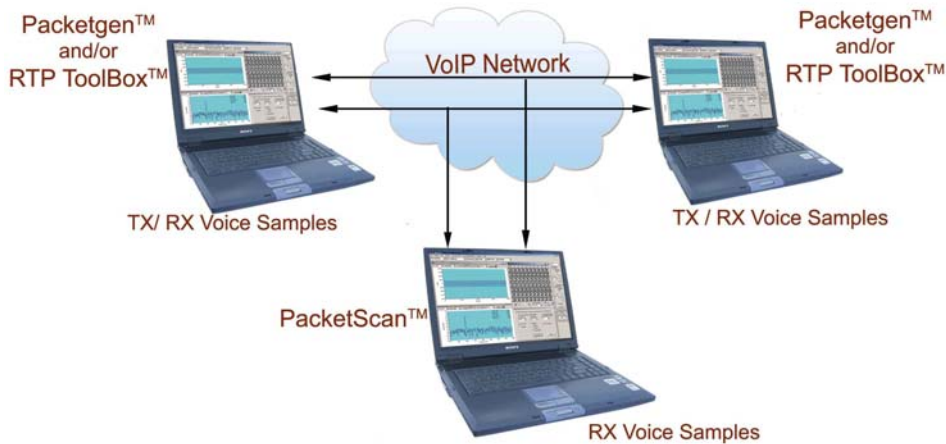 Packetgen™
and/or
RTP ToolBox™
VoIP Network
Packetgen™
and/or
RTP ToolBox™
TX/ RX Voice Samples
TX / RX Voice Samples
PacketScan™
RX Voice Samples